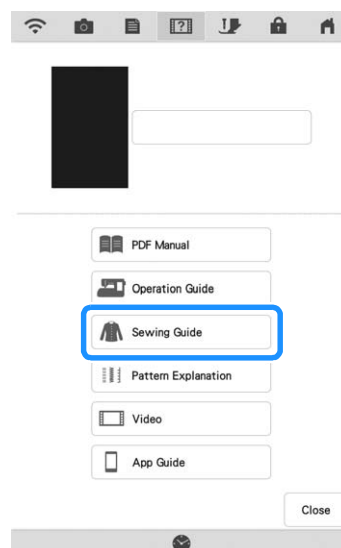 PDF Manual
Operation Guide
Sewing Guide
Pattern Explanation
Video
App Guide
Close